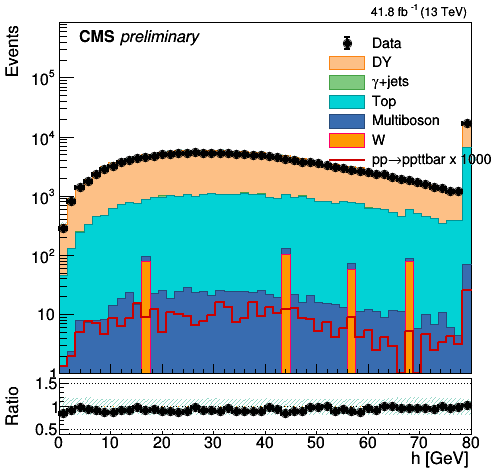 41.8 fb⁻¹ (13 TeV)
CMS preliminary
Events
Data
DY
γ+jets
Top
Multiboson
W
pp→ppttbar x 1000
10⁵
10⁴
10³
10²
10
1
1.5
1
0.5
Ratio
0 10 20 30 40 50 60 70 80
h [GeV]